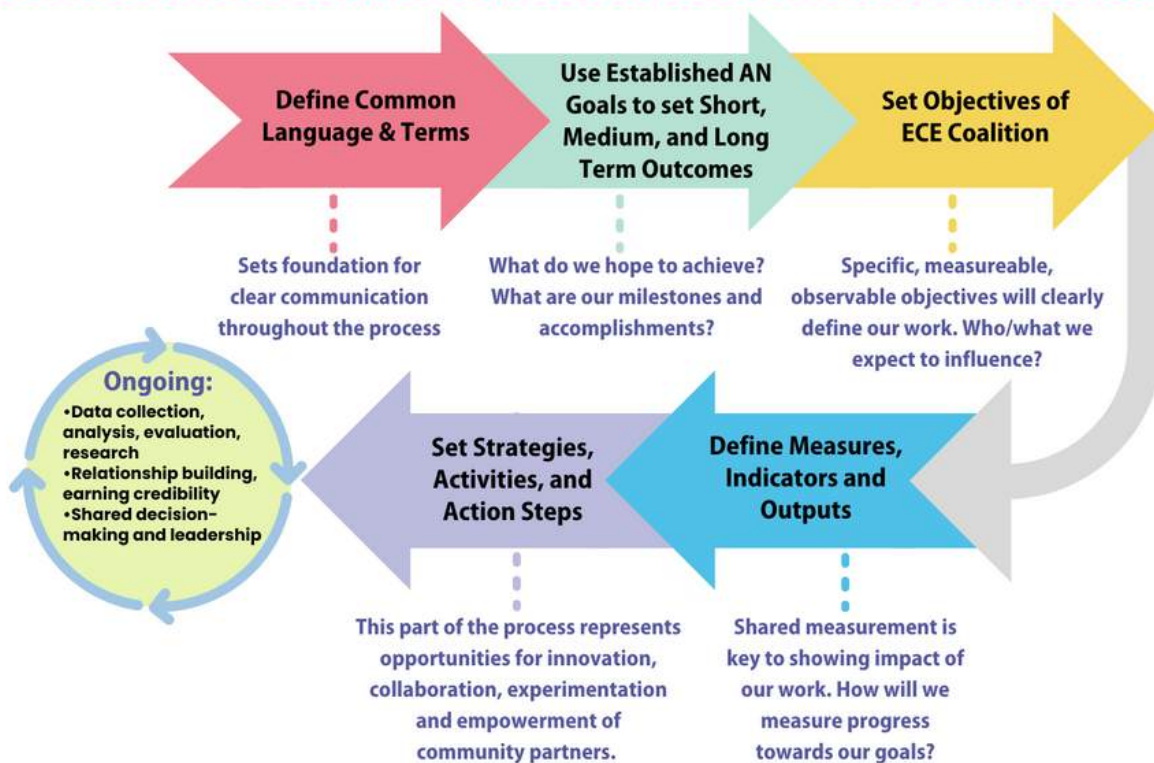 Define Common
Language & Terms
Use Established AN
Goals to set Short,
Medium, and Long
Term Outcomes
Set Objectives of
ECE Coalition
Sets foundation for
clear communication
throughout the process
What do we hope to achieve?
What are our milestones and
accomplishments?
Specific, measureable,
observable objectives will clearly
define our work. Who/what we
expect to influence?
Define Measures,
Indicators and
Outputs
Shared measurement is
key to showing impact of
our work. How will we
measure progress
towards our goals?
Set Strategies,
Activities, and
Action Steps
This part of the process represents
opportunities for innovation,
collaboration, experimentation
and empowerment of
community partners.
Ongoing:
•Data collection,
analysis, evaluation,
research
•Relationship building,
earning credibility
•Shared decision-
making and leadership